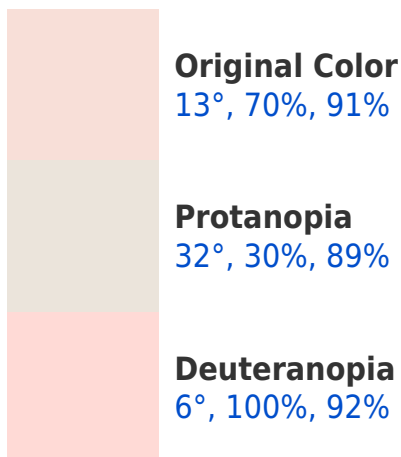 Original Color
13°, 70%, 91%
Protanopia
32°, 30%, 89%
Deuteranopia
6°, 100%, 92%